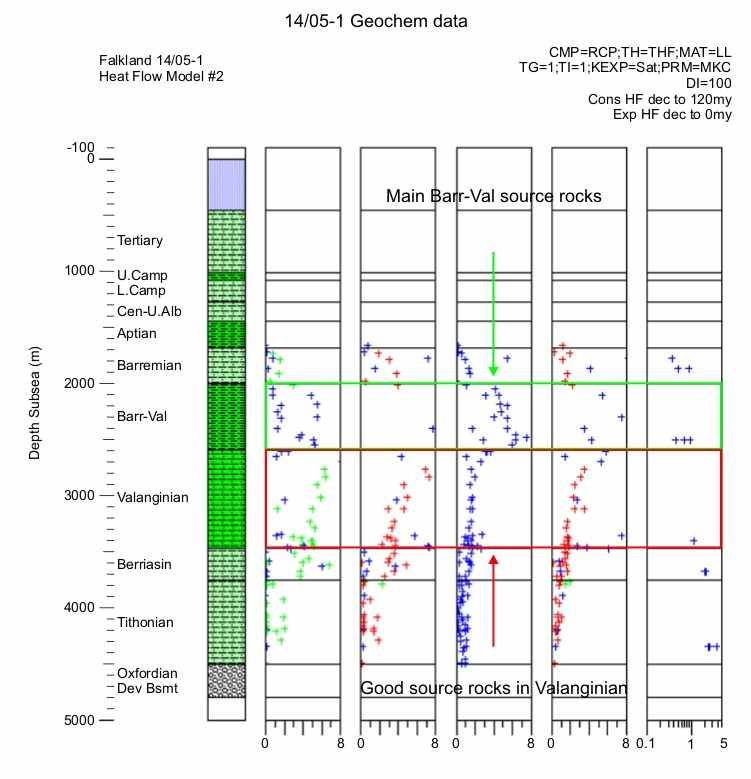 14/05-1 Geochem data
Falkland 14/05-1
Heat Flow Model #2
CMP=RCP;TH=THF;MAT=LL
TG=1;TI=1;KEXP=Sat;PRM=MKC
DI=100
Cons HF dec to 120my
Exp HF dec to 0my
-100
0
Main Barr-Val source rocks
Tertiary
1000
U.Camp
L.Camp
Cen-U.Alb
Aptian
Barremian
2000
Barr-Val
Depth Subsea (m)
3000
Valanginian
Berriasin
4000
Tithonian
Oxfordian
Dev Bsmt
Good source rocks in Valanginian
5000
0 8 0 8 0 8 0 8 0.1 1 5